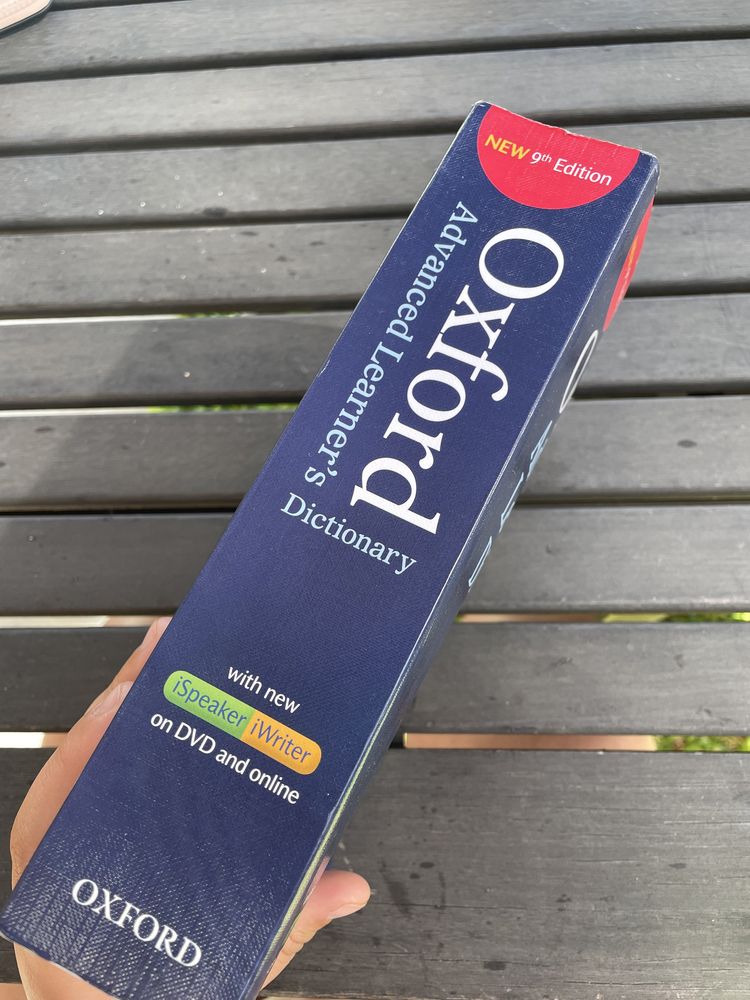 NEW 9th Edition
Oxford
Advanced Learner's
Dictionary
with new
iSpeaker iWriter
on DVD and online
OXFORD